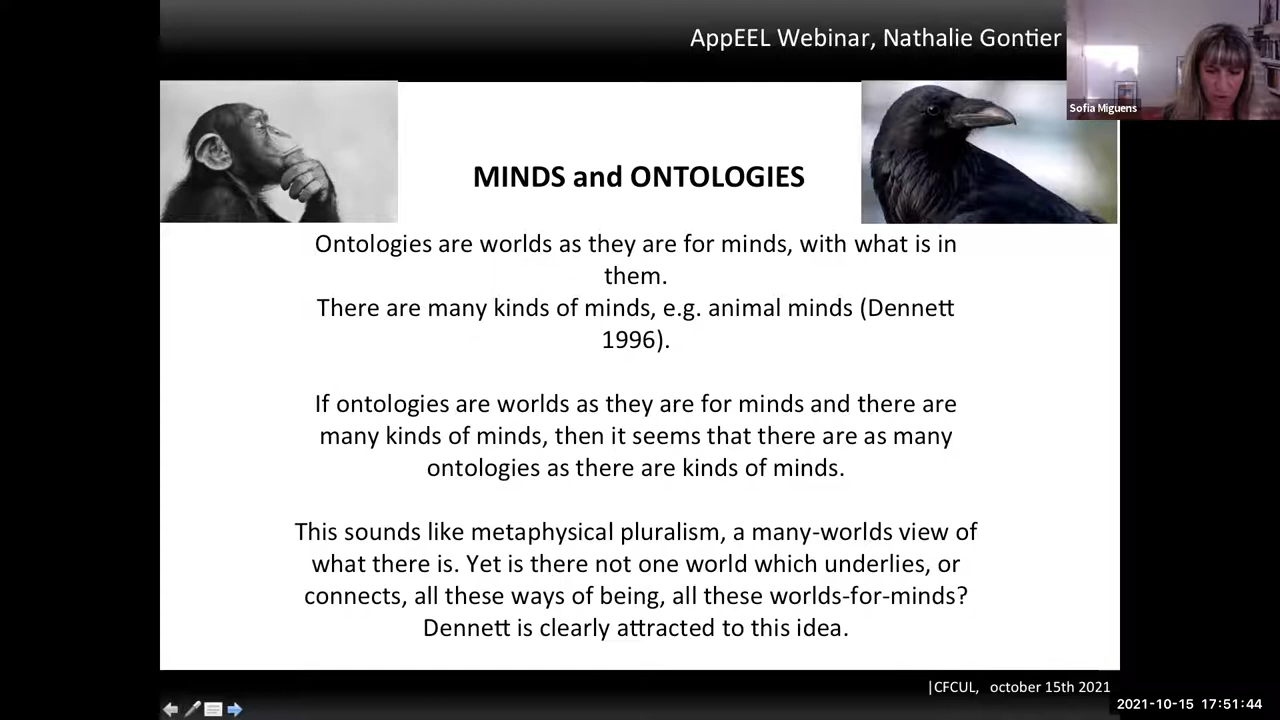 AppEEL Webinar, Nathalie Gontier
Sofia Miguens
MINDS and ONTOLOGIES
Ontologies are worlds as they are for minds, with what is in
them.
There are many kinds of minds, e.g. animal minds (Dennett
1996).
If ontologies are worlds as they are for minds and there are
many kinds of minds, then it seems that there are as many
ontologies as there are kinds of minds.
This sounds like metaphysical pluralism, a many-worlds view of
what there is. Yet is there not one world which underlies, or
connects, all these ways of being, all these worlds-for-minds?
Dennett is clearly attracted to this idea.
|CFCUL, october 15th 2021
2021-10-15 17:51:44